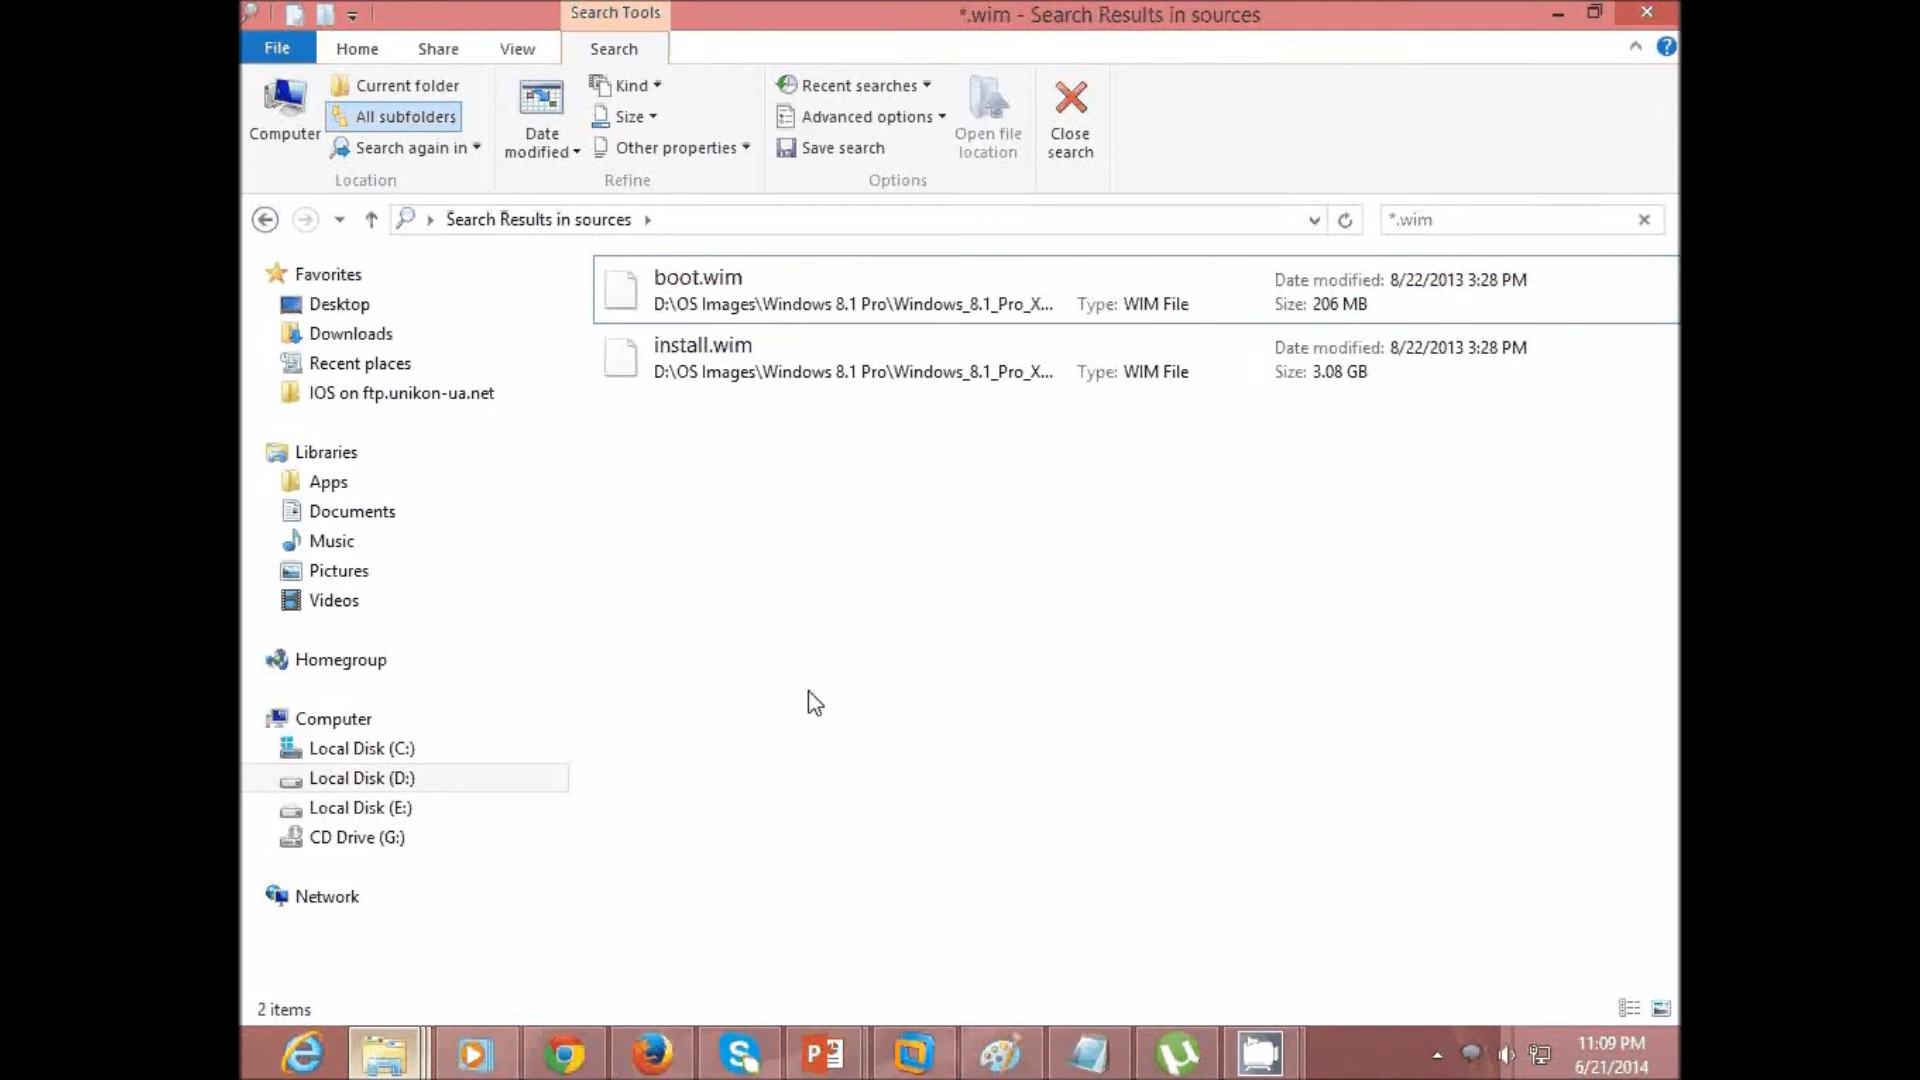 Search Tools
*.wim - Search Results in sources
File
Home
Share
View
Search
Computer
Current folder
All subfolders
Search again in
Location
Date modified
Kind
Size
Other properties
Refine
Recent searches
Advanced options
Save search
Options
Open file location
Close search
Search Results in sources
*.wim
Favorites
Desktop
Downloads
Recent places
IOS on ftp.unikon-ua.net
Libraries
Apps
Documents
Music
Pictures
Videos
Homegroup
Computer
Local Disk (C:)
Local Disk (D:)
Local Disk (E:)
CD Drive (G:)
Network
boot.wim
Date modified: 8/22/2013 3:28 PM
D:\OS Images\Windows 8.1 Pro\Windows_8.1_Pro_X... Type: WIM File
Size: 206 MB
install.wim
Date modified: 8/22/2013 3:28 PM
D:\OS Images\Windows 8.1 Pro\Windows_8.1_Pro_X... Type: WIM File
Size: 3.08 GB
2 items
11:09 PM
6/21/2014